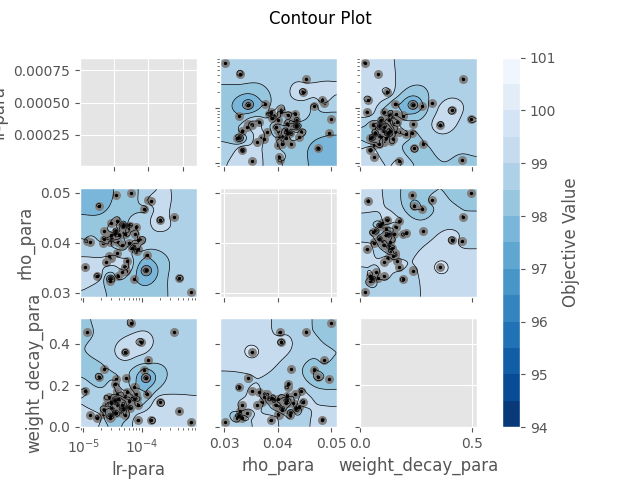 Contour Plot
0.00075
0.00050
0.00025
lr-para
0.05
0.04
0.03
rho_para
0.4
0.2
0.0
weight_decay_para
10⁻⁵ 10⁻⁴
lr-para
0.03 0.04 0.05
rho_para
0.0 0.5
weight_decay_para
101
100
99
98
97
96
95
94
Objective Value